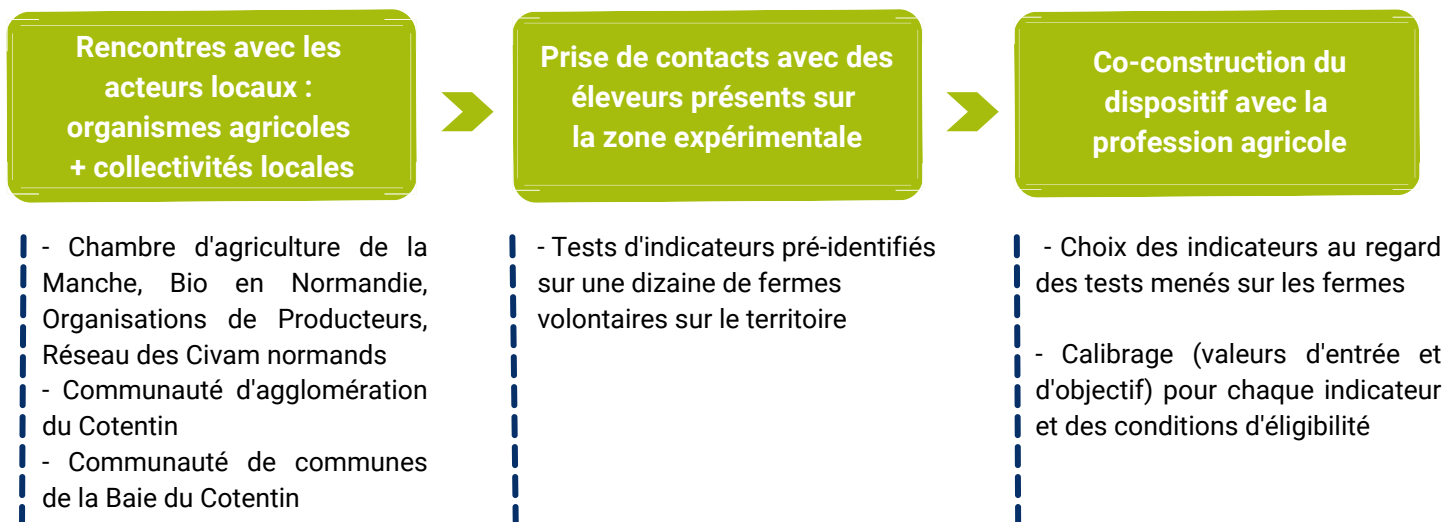 Rencontres avec les
acteurs locaux :
organismes agricoles
+ collectivités locales
- Chambre d'agriculture de la
Manche, Bio en Normandie,
Organisations de Producteurs,
Réseau des Civam normands
- Communauté d'agglomération
du Cotentin
- Communauté de communes
de la Baie du Cotentin
Prise de contacts avec des
éleveurs présents sur
la zone expérimentale
- Tests d'indicateurs pré-identifiés
sur une dizaine de fermes
volontaires sur le territoire
Co-construction du
dispositif avec la
profession agricole
- Choix des indicateurs au regard
des tests menés sur les fermes
- Calibrage (valeurs d'entrée et
d'objectif) pour chaque indicateur
et des conditions d'éligibilité